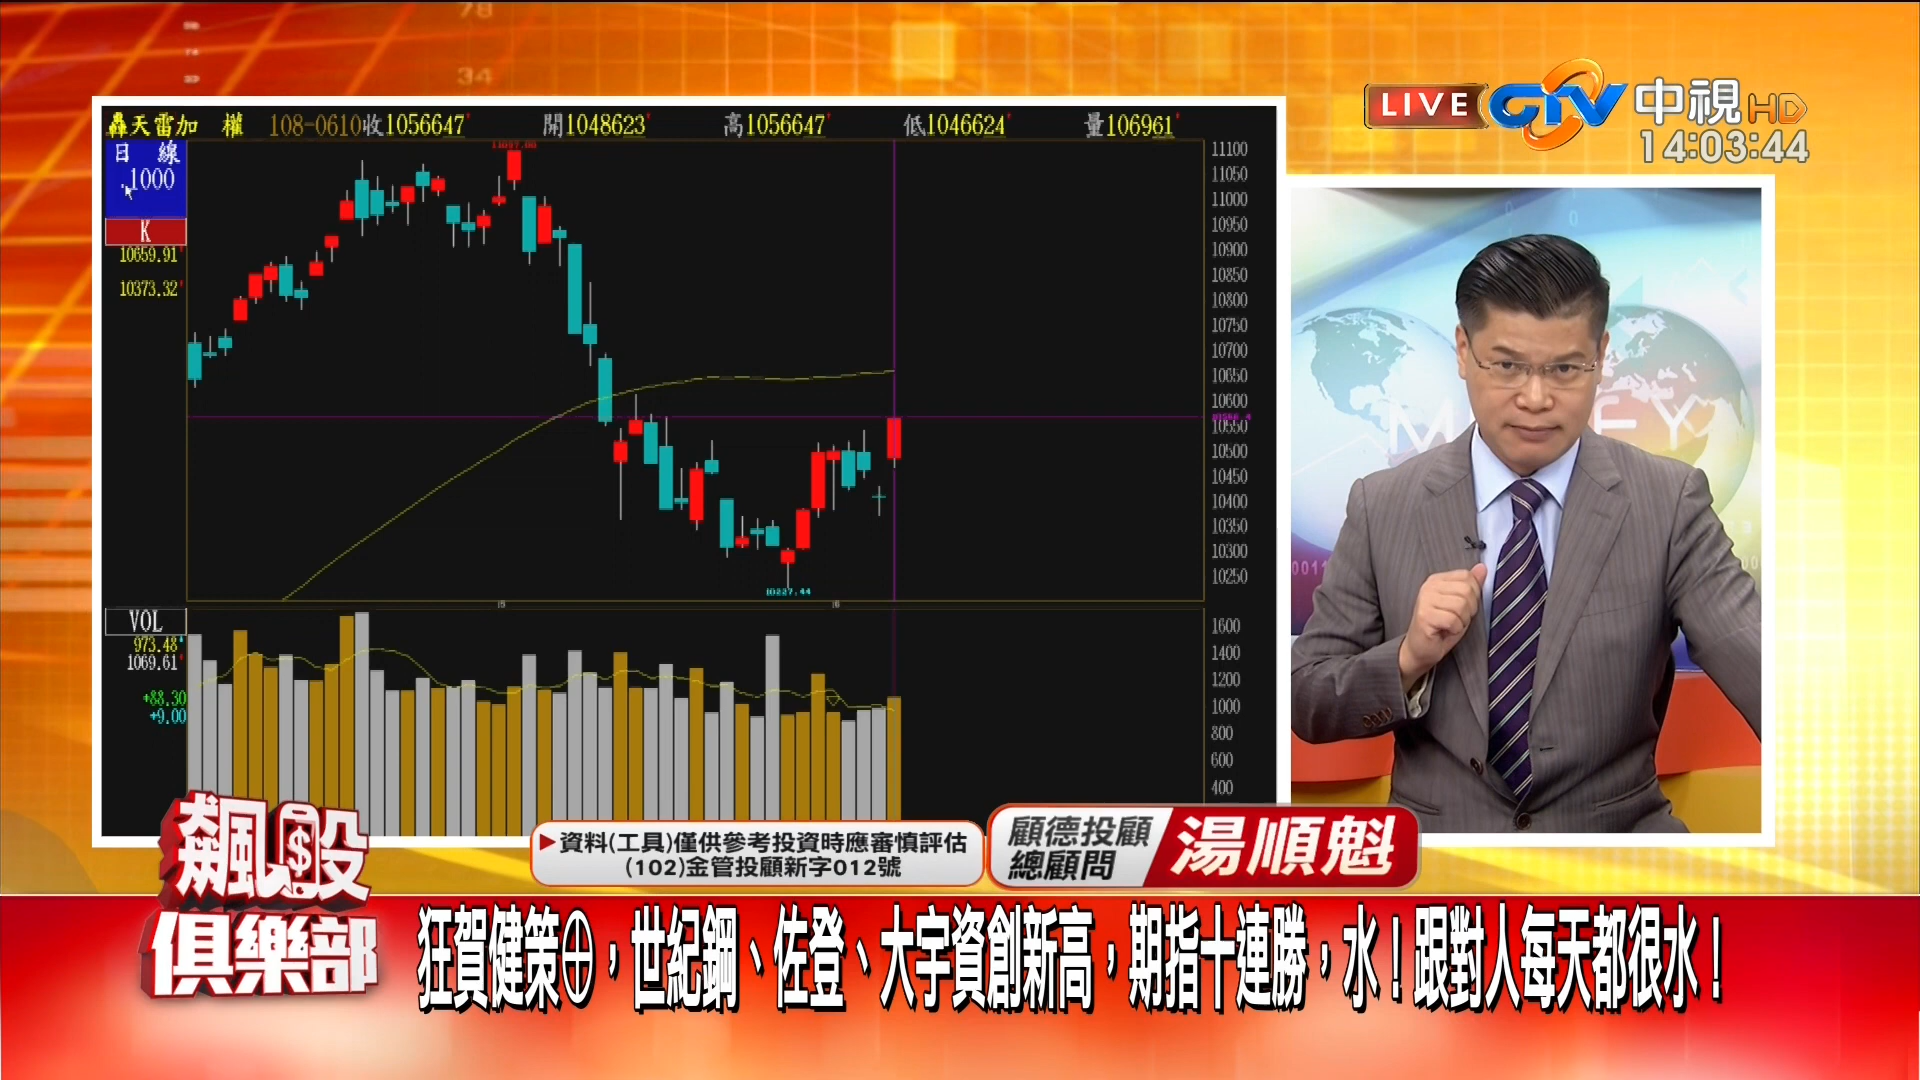 LIVE CTV 中視 HD
14:03:44
轟天雷加 權 108-0610 收1056647 開1048623 高1056647 低1046624 量106961
日 線
1000
K
10659.91
10373.32
11100
11050
11000
10950
10900
10850
10800
10750
10700
10650
10600
10550
10500
10450
10400
10350
10300
10250
10227.44
VOL
973.48
1069.61
+88.30
+9.00
1600
1400
1200
1000
800
600
400
飆股
俱樂部
資料(工具)僅供參考投資時應審慎評估
(102)金管投顧新字012號
顧德投顧
總顧問
湯順魁
狂賀健策㊉，世紀鋼、佐登、大宇資創新高，期指十連勝，水！跟對人每天都很水！